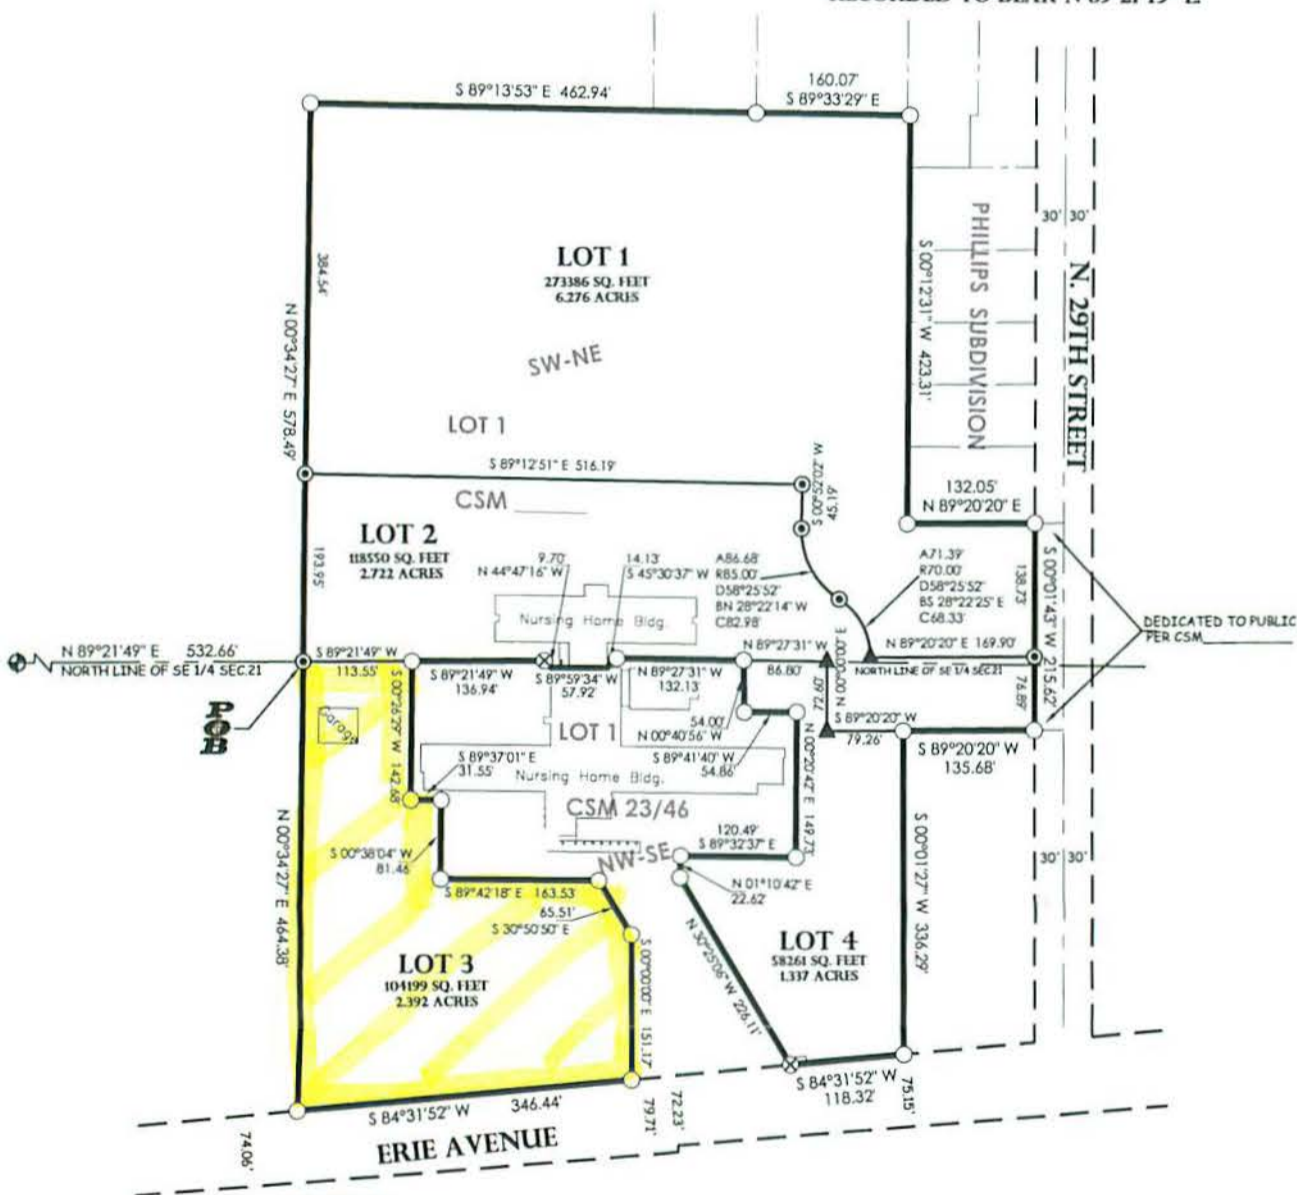 S 89°13'53" E 462.94'
160.07'
S 89°33'29" E
LOT 1
273386 SQ. FEET
6.276 ACRES
SW-NE
LOT 1
384.54'
N 00°34'27" E 578.49'
S 00°12'31" W 423.31'
PHILLIPS SUBDIVISION
30' 30'
N. 29TH STREET
S 89°12'51" E 516.19'
S 00°52'02" W
45.19'
132.05'
N 89°20'20" E
CSM
LOT 2
118550 SQ. FEET
2.722 ACRES
193.95'
9.70'
N 44°47'16" W
14.13'
S 45°30'37" W
A86.68'
R85.00'
D58°25'52"
BN 28°22'14" W
C82.98'
A71.39'
R70.00'
D58°25'52"
BS 28°22'25" E
C68.33'
138.73'
S 00°01'43" W 215.62'
DEDICATED TO PUBLIC
PER CSM
Nursing Home Bldg.
N 89°21'49" E 532.66'
NORTH LINE OF SE 1/4 SEC.21
S 89°21'49" W
113.55'
S 89°21'49" W
136.94'
S 89°59'34" W
57.92'
N 89°27'31" W
132.13'
N 89°27'31" W
86.80'
N 00°00'00" E
72.60'
N 89°20'20" E 169.90'
NORTH LINE OF SE 1/4 SEC.21
76.89'
POB
Garage
S 00°26'29" W 142.68'
LOT 1
54.00'
N 00°40'56" W
S 89°41'40" W
54.86'
S 89°20'20" W
79.26'
S 89°20'20" W
135.68'
S 89°37'01" E
31.55'
Nursing Home Bldg.
CSM 23/46
N 00°20'42" E 149.73'
120.49'
S 89°32'37" E
NW-SE
S 00°38'04" W
81.46'
S 89°42'18" E 163.53'
65.51'
S 30°50'50" E
N 01°10'42" E
22.62'
S 00°01'27" W 336.29'
30' 30'
N 00°34'27" E 464.38'
LOT 3
104199 SQ. FEET
2.392 ACRES
S 00°00'00" E 151.17'
N 30°25'06" W 226.11'
LOT 4
58261 SQ. FEET
1.337 ACRES
S 84°31'52" W 346.44'
S 84°31'52" W
118.32'
75.15'
72.23'
79.71'
74.06'
ERIE AVENUE